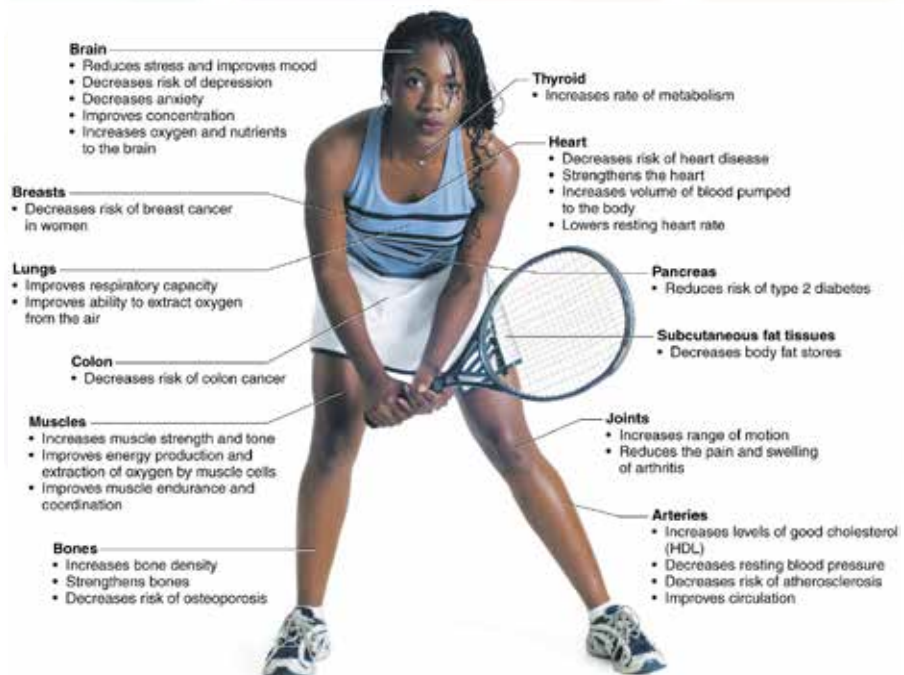 Brain
• Reduces stress and improves mood
• Decreases risk of depression
• Decreases anxiety
• Improves concentration
• Increases oxygen and nutrients
to the brain
Breasts
• Decreases risk of breast cancer
in women
Lungs
• Improves respiratory capacity
• Improves ability to extract oxygen
from the air
Colon
• Decreases risk of colon cancer
Muscles
• Increases muscle strength and tone
• Improves energy production and
extraction of oxygen by muscle cells
• Improves muscle endurance and
coordination
Bones
• Increases bone density
• Strengthens bones
• Decreases risk of osteoporosis
Thyroid
• Increases rate of metabolism
Heart
• Decreases risk of heart disease
• Strengthens the heart
• Increases volume of blood pumped
to the body
• Lowers resting heart rate
Pancreas
• Reduces risk of type 2 diabetes
Subcutaneous fat tissues
• Decreases body fat stores
Joints
• Increases range of motion
• Reduces the pain and swelling
of arthritis
Arteries
• Increases levels of good cholesterol
(HDL)
• Decreases resting blood pressure
• Decreases risk of atherosclerosis
• Improves circulation